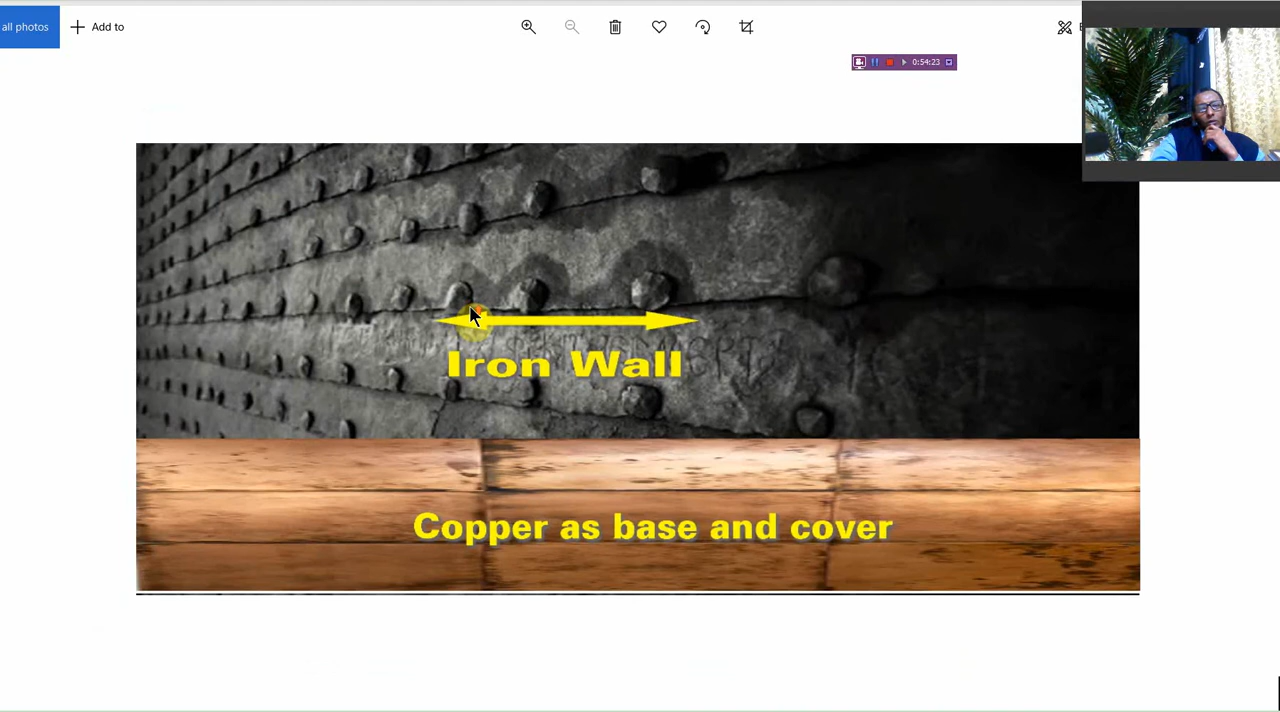 all photos
Add to
0:54:23
Iron Wall
Copper as base and cover